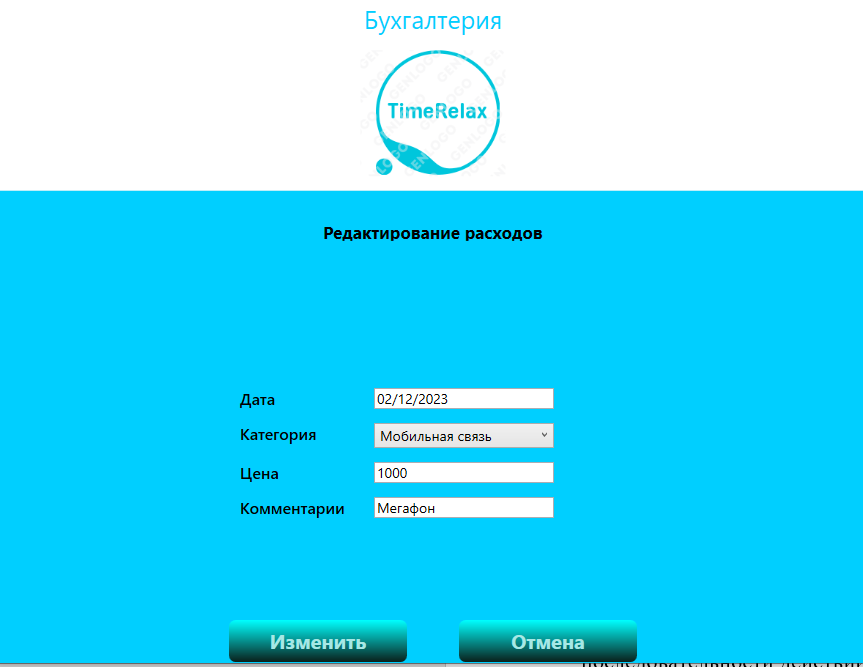 Бухгалтерия
TimeRelax
Редактирование расходов
Дата 02/12/2023
Категория Мобильная связь
Цена 1000
Комментарии Мегафон
Изменить Отмена